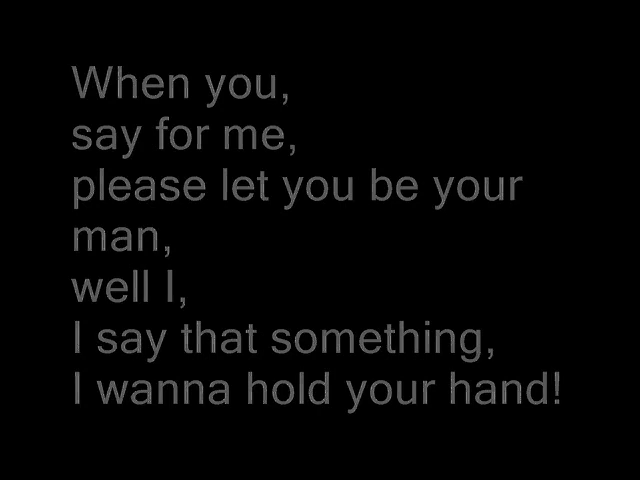 When you,
say for me,
please let you be your
man,
well I,
I say that something,
I wanna hold your hand!